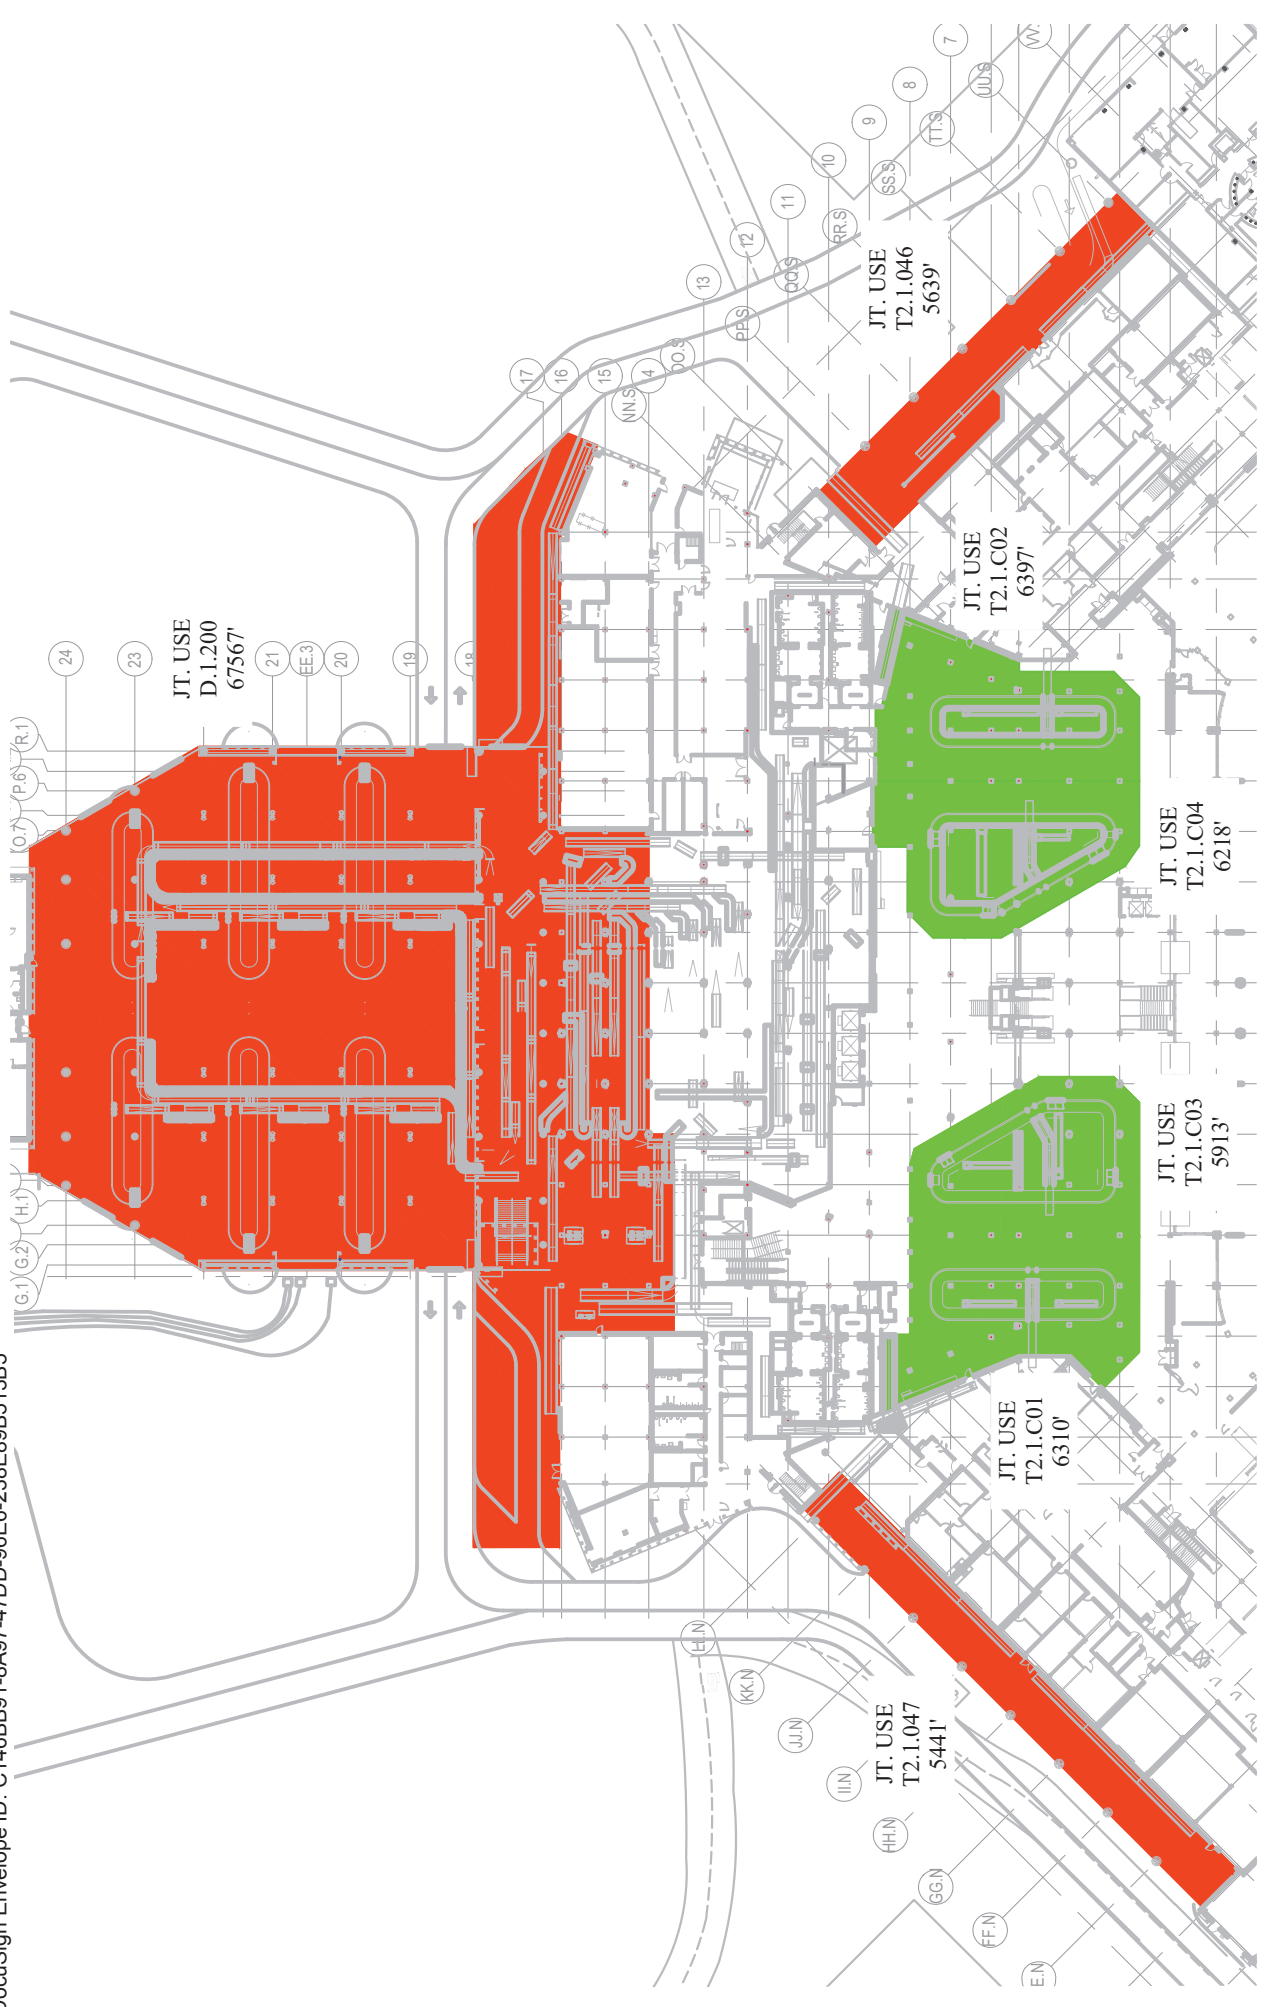 JT. USE
D.1.200
67567'
JT. USE
T2.1.046
5639'
JT. USE
T2.1.C02
6397'
JT. USE
T2.1.C04
6218'
JT. USE
T2.1.C03
5913'
JT. USE
T2.1.C01
6310'
JT. USE
T2.1.047
5441'
24
23
21
EE.3
20
19
18
17
16
15
13
12
11
10
9
8
7
R.1
P.6
O.7
H.1
G.2
G.1
NN.S
PP.S
QQ.S
RR.S
SS.S
TT.S
UU.S
KK.N
JJ.N
II.N
HH.N
GG.N
FF.N
E.N